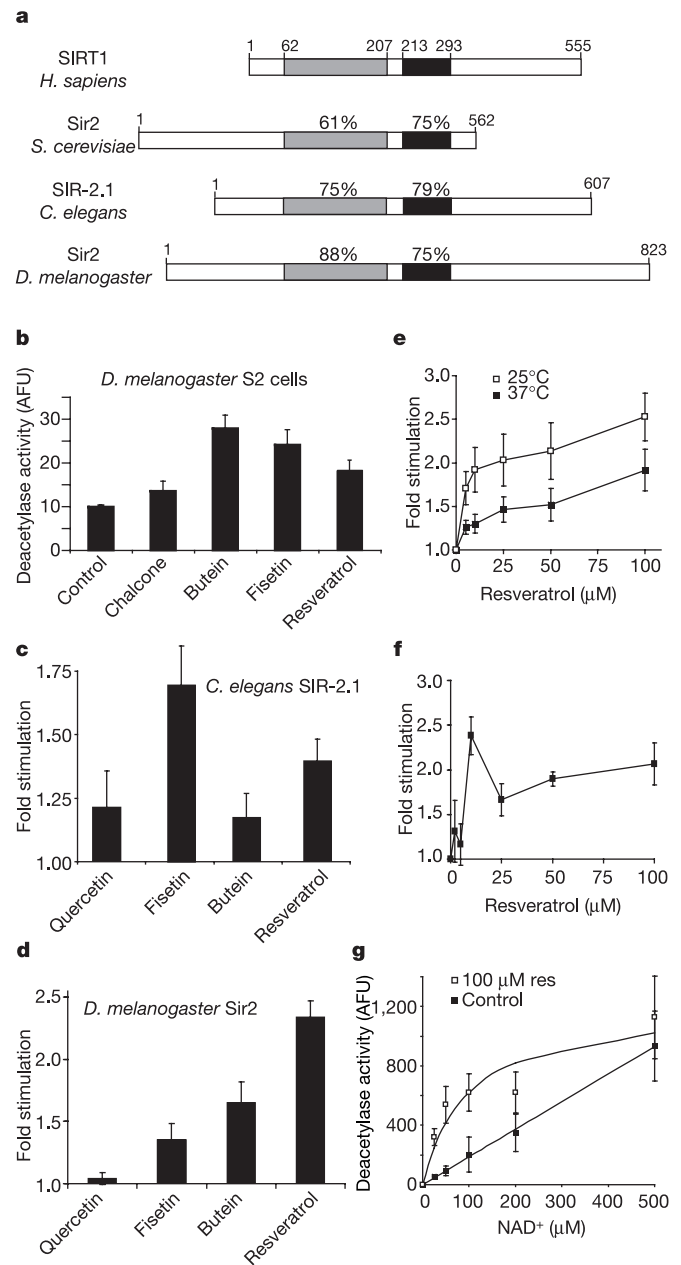 a
1 62 207 213 293 555
SIRT1
H. sapiens
1 61% 75% 562
Sir2
S. cerevisiae
1 75% 79% 607
SIR-2.1
C. elegans
1 88% 75% 823
Sir2
D. melanogaster
b
D. melanogaster S2 cells
Deacetylase activity (AFU)
30
20
10
0
Control
Chalcone
Butein
Fisetin
Resveratrol
c
C. elegans SIR-2.1
Fold stimulation
1.75
1.50
1.25
1.00
Quercetin
Fisetin
Butein
Resveratrol
d
D. melanogaster Sir2
Fold stimulation
2.5
2.0
1.5
1.0
Quercetin
Fisetin
Butein
Resveratrol
e
25°C
37°C
Fold stimulation
3.0
2.5
2.0
1.5
1.0
0 25 50 75 100
Resveratrol (µM)
f
Fold stimulation
3.0
2.5
2.0
1.5
1.0
0 25 50 75 100
Resveratrol (µM)
g
100 µM res
Control
Deacetylase activity (AFU)
1,200
800
400
0
0 100 200 300 400 500
NAD+ (µM)